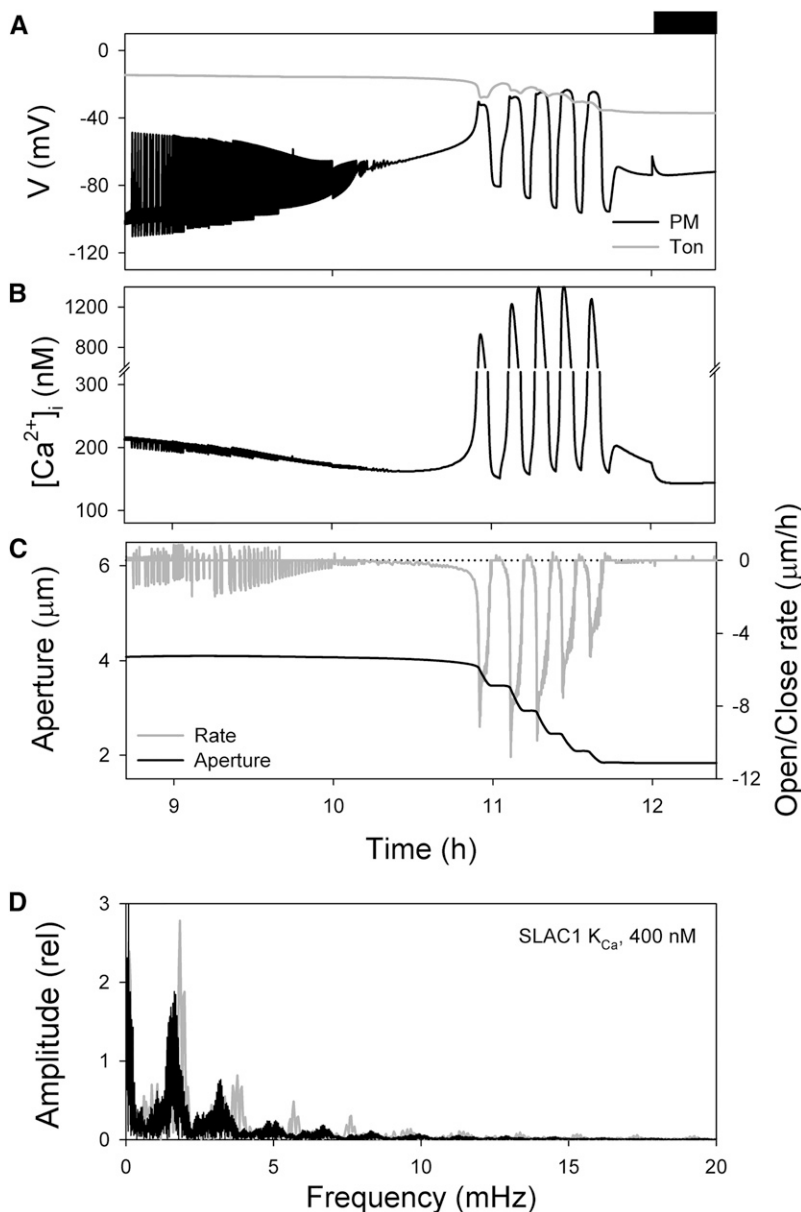 A
0
-40
-80
-120
V (mV)
PM
Ton
B
1200
800
300
200
100
[Ca2+]i (nM)
C
6
4
2
Aperture (μm)
0
-4
-8
-12
Open/Close rate (μm/h)
Rate
Aperture
9
10
11
12
Time (h)
D
3
2
1
0
Amplitude (rel)
SLAC1 KCa, 400 nM
0
5
10
15
20
Frequency (mHz)